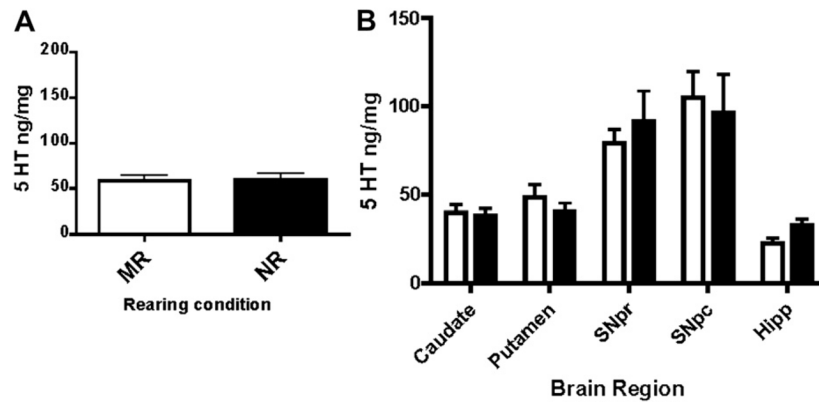 A
5 HT ng/mg
200
150
100
50
0
MR
NR
Rearing condition
B
5 HT ng/mg
150
100
50
0
Caudate
Putamen
SNpr
SNpc
Hipp
Brain Region